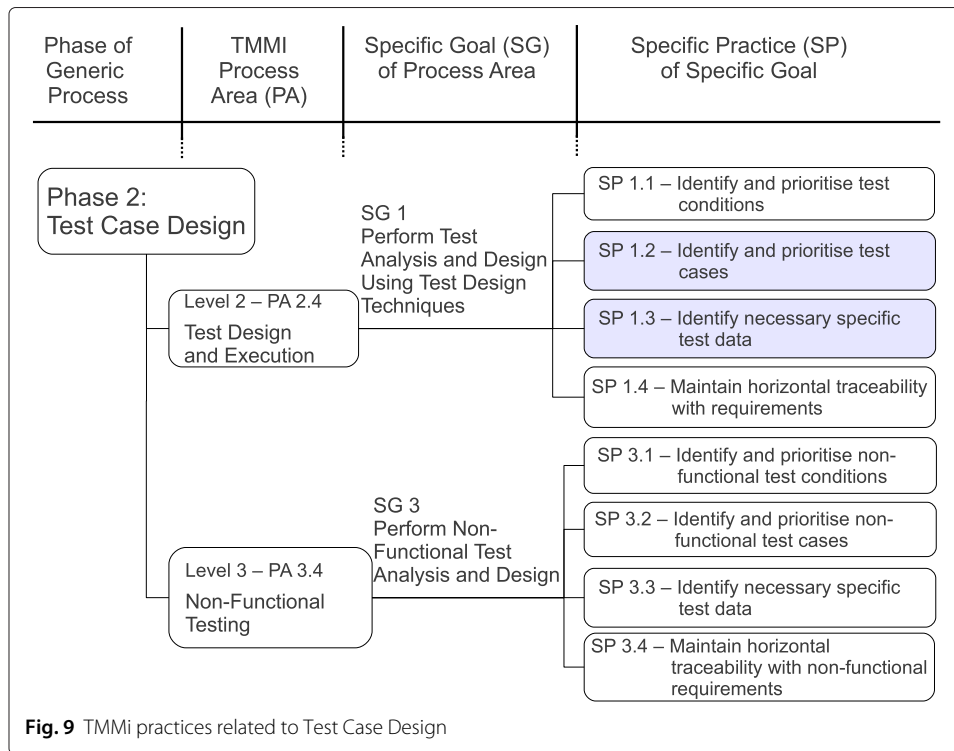 Phase of
Generic
Process
TMMI
Process
Area (PA)
Specific Goal (SG)
of Process Area
Specific Practice (SP)
of Specific Goal
Phase 2:
Test Case Design
Level 2 – PA 2.4
Test Design
and Execution
SG 1
Perform Test
Analysis and Design
Using Test Design
Techniques
SP 1.1 – Identify and prioritise test
conditions
SP 1.2 – Identify and prioritise test
cases
SP 1.3 – Identify necessary specific
test data
SP 1.4 – Maintain horizontal traceability
with requirements
Level 3 – PA 3.4
Non-Functional
Testing
SG 3
Perform Non-
Functional Test
Analysis and Design
SP 3.1 – Identify and prioritise non-
functional test conditions
SP 3.2 – Identify and prioritise non-
functional test cases
SP 3.3 – Identify necessary specific
test data
SP 3.4 – Maintain horizontal
traceability with non-functional
requirements
Fig. 9 TMMi practices related to Test Case Design